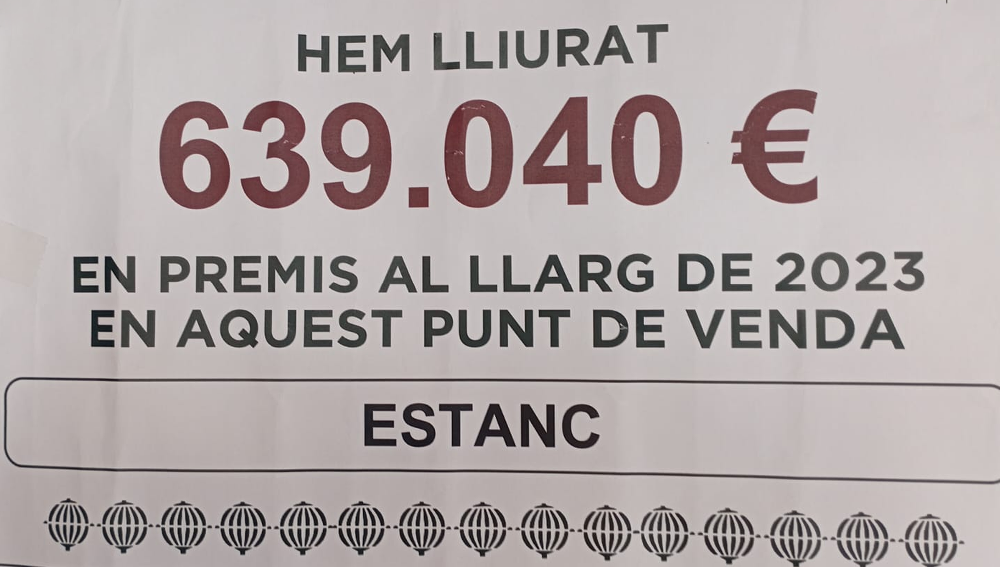 HEM LLIURAT
639.040 €
EN PREMIS AL LLARG DE 2023
EN AQUEST PUNT DE VENDA
ESTANC